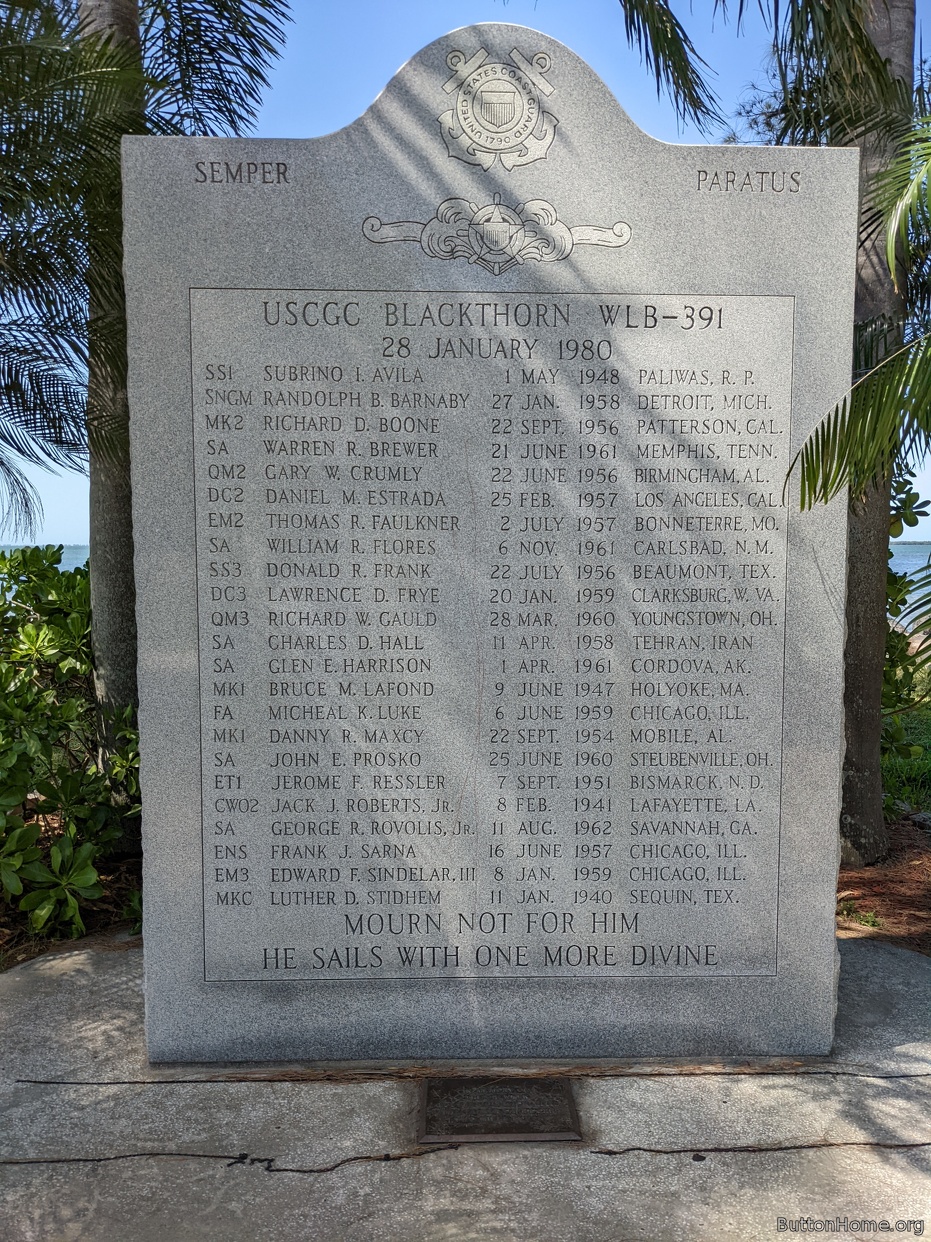 UNITED STATES COAST GUARD 1790
SEMPER PARATUS
USCGC BLACKTHORN WLB-391
28 JANUARY 1980
SS1 SUBRINO I. AVILA 1 MAY 1948 PALIWAS, R. P.
SNGM RANDOLPH B. BARNABY 27 JAN. 1958 DETROIT, MICH.
MK2 RICHARD D. BOONE 22 SEPT. 1956 PATTERSON, CAL.
SA WARREN R. BREWER 21 JUNE 1961 MEMPHIS, TENN.
QM2 GARY W. CRUMLY 22 JUNE 1956 BIRMINGHAM, AL.
DC2 DANIEL M. ESTRADA 25 FEB. 1957 LOS ANGELES, CAL.
EM2 THOMAS R. FAULKNER 2 JULY 1957 BONNETERRE, MO.
SA WILLIAM R. FLORES 6 NOV. 1961 CARLSBAD, N. M.
SS3 DONALD R. FRANK 22 JULY 1956 BEAUMONT, TEX.
DC3 LAWRENCE D. FRYE 20 JAN. 1959 CLARKSBURG, W. VA.
QM3 RICHARD W. GAULD 28 MAR. 1960 YOUNGSTOWN, OH.
SA CHARLES D. HALL 11 APR. 1958 TEHRAN, IRAN
SA GLEN E. HARRISON 1 APR. 1961 CORDOVA, AK.
MK1 BRUCE M. LAFOND 9 JUNE 1947 HOLYOKE, MA.
FA MICHEAL K. LUKE 6 JUNE 1959 CHICAGO, ILL.
MK1 DANNY R. MAXCY 22 SEPT. 1954 MOBILE, AL.
SA JOHN E. PROSKO 25 JUNE 1960 STEUBENVILLE, OH.
ET1 JEROME F. RESSLER 7 SEPT. 1951 BISMARCK, N. D.
CWO2 JACK J. ROBERTS, Jr. 8 FEB. 1941 LAFAYETTE, LA.
SA GEORGE R. ROVOLIS, Jr. 11 AUG. 1962 SAVANNAH, GA.
ENS FRANK J. SARNA 16 JUNE 1957 CHICAGO, ILL.
EM3 EDWARD F. SINDELAR, III 8 JAN. 1959 CHICAGO, ILL.
MKC LUTHER D. STIDHEM 11 JAN. 1940 SEQUIN, TEX.
MOURN NOT FOR HIM
HE SAILS WITH ONE MORE DIVINE
ButtonHome.org